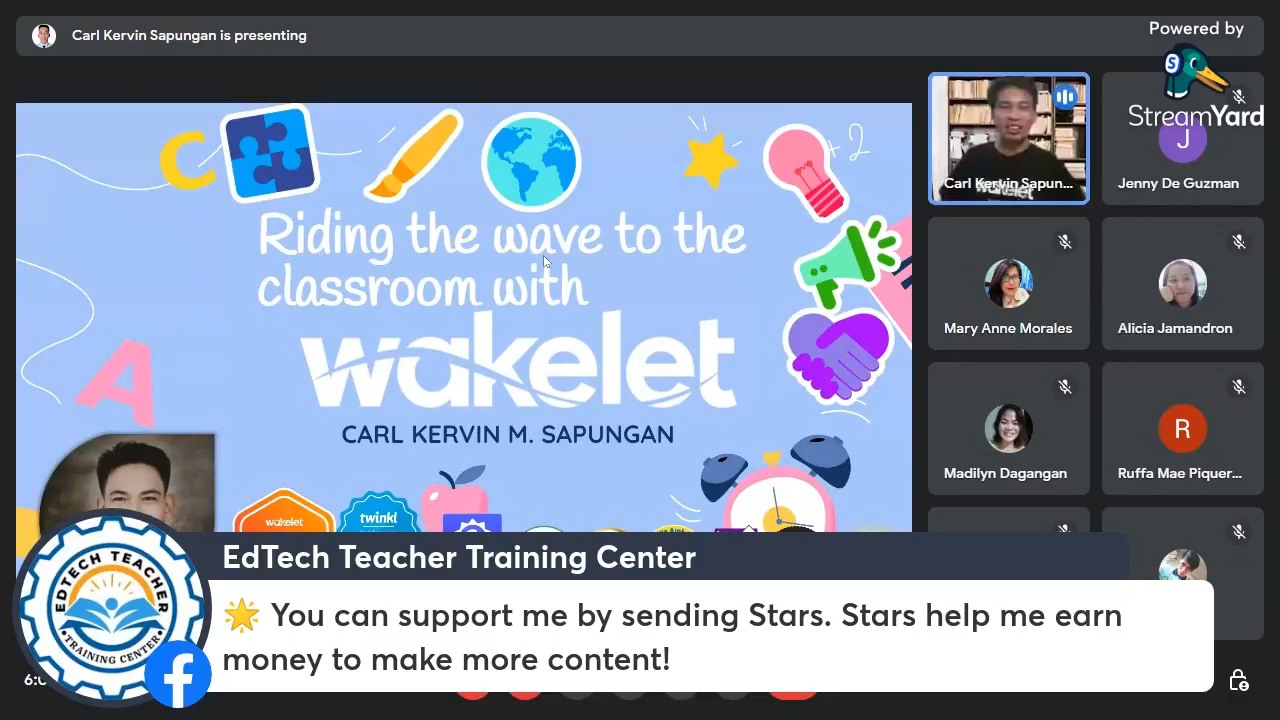 Carl Kervin Sapungan is presenting
Powered by
StreamYard
C
+2
Riding the wave to the
classroom with
wakelet
CARL KERVIN M. SAPUNGAN
A
wakelet
twinkl
Carl Kervin Sapun...
wakelet
J
Jenny De Guzman
Mary Anne Morales
Alicia Jamandron
Madilyn Dagangan
R
Ruffa Mae Piquer...
EdTech Teacher Training Center
🌟 You can support me by sending Stars. Stars help me earn
money to make more content!
EDTECH TEACHER
TRAINING CENTER